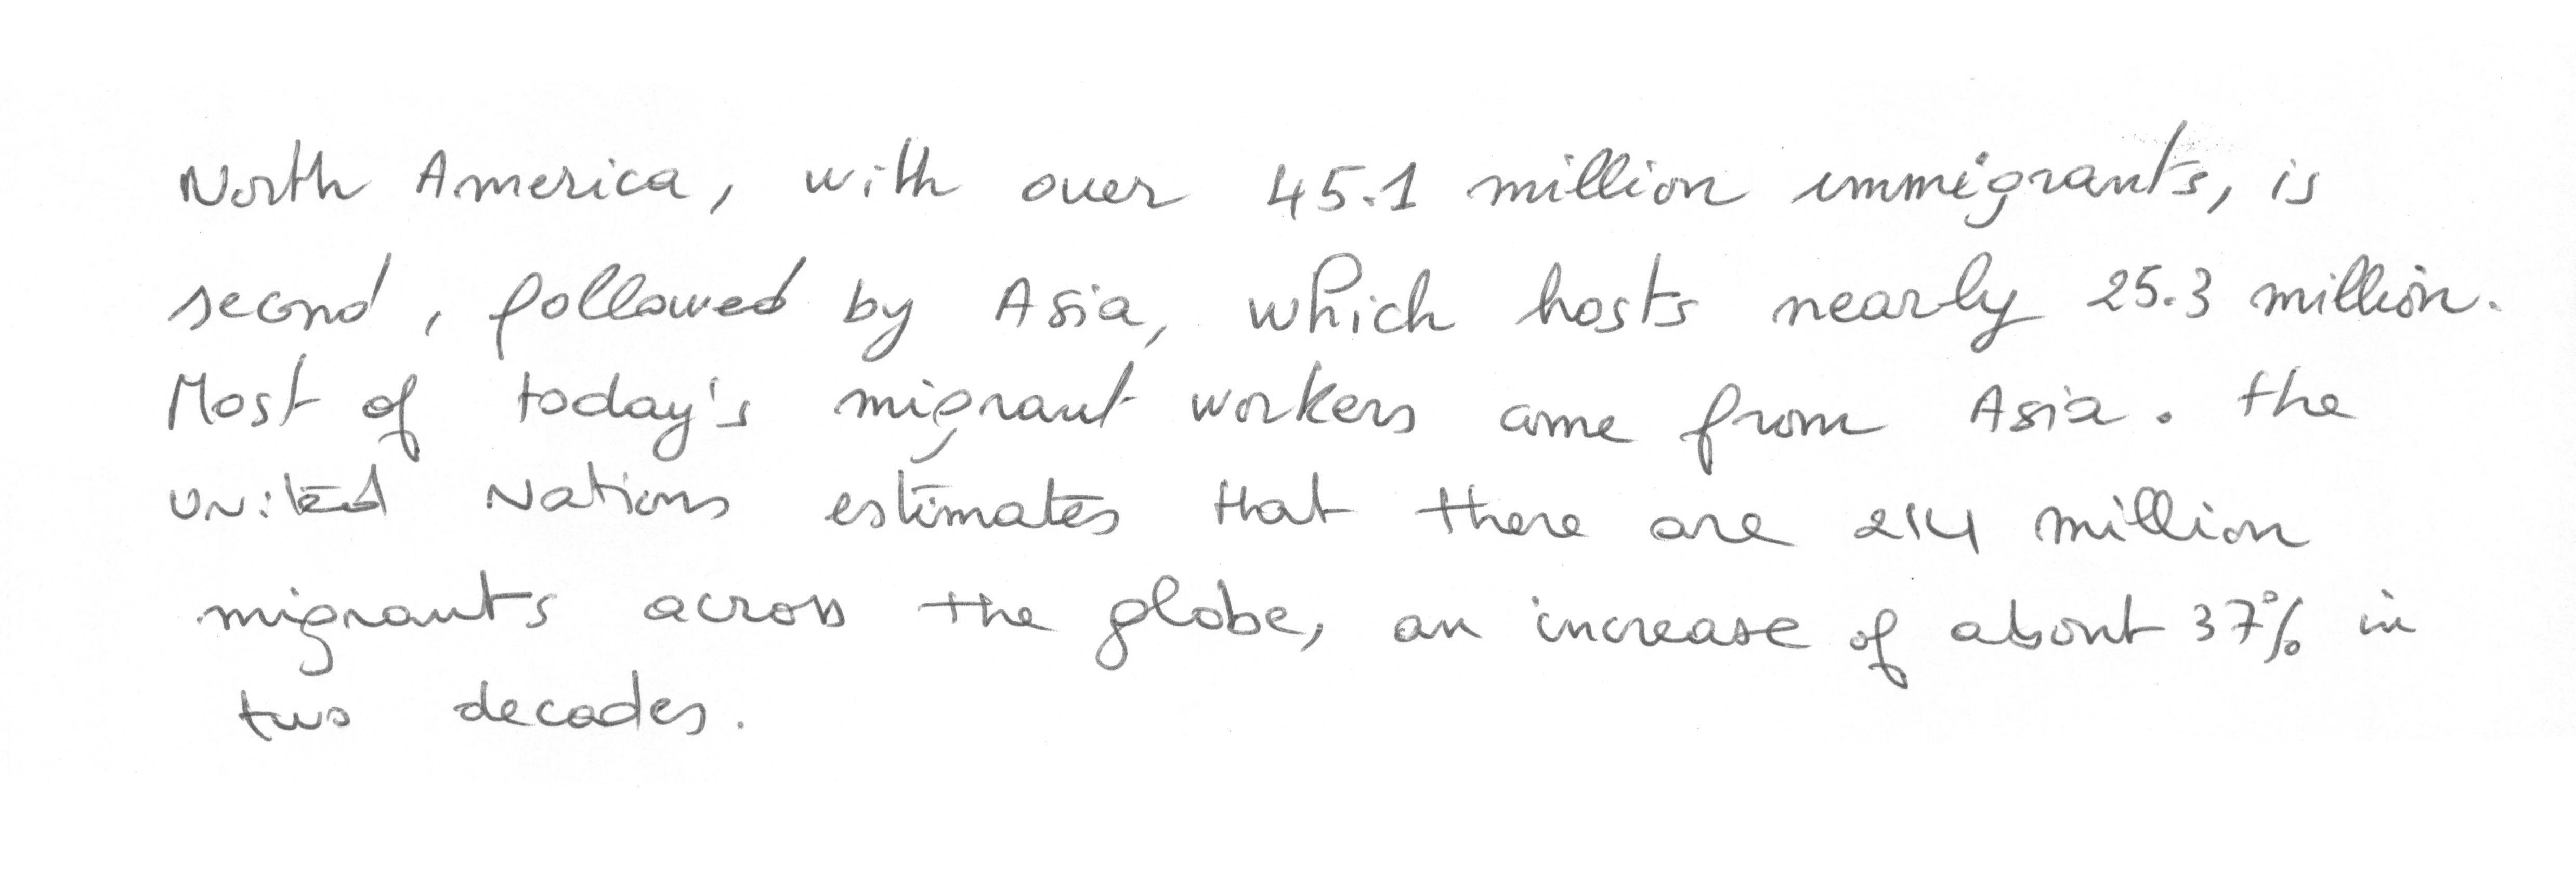 North America, with over 45.1 million immigrants, is
second, followed by Asia, which hosts nearly 25.3 million.
Most of today's migrant workers come from Asia. the
United Nations estimates that there are 214 million
migrants across the globe, an increase of about 37% in
two decades.